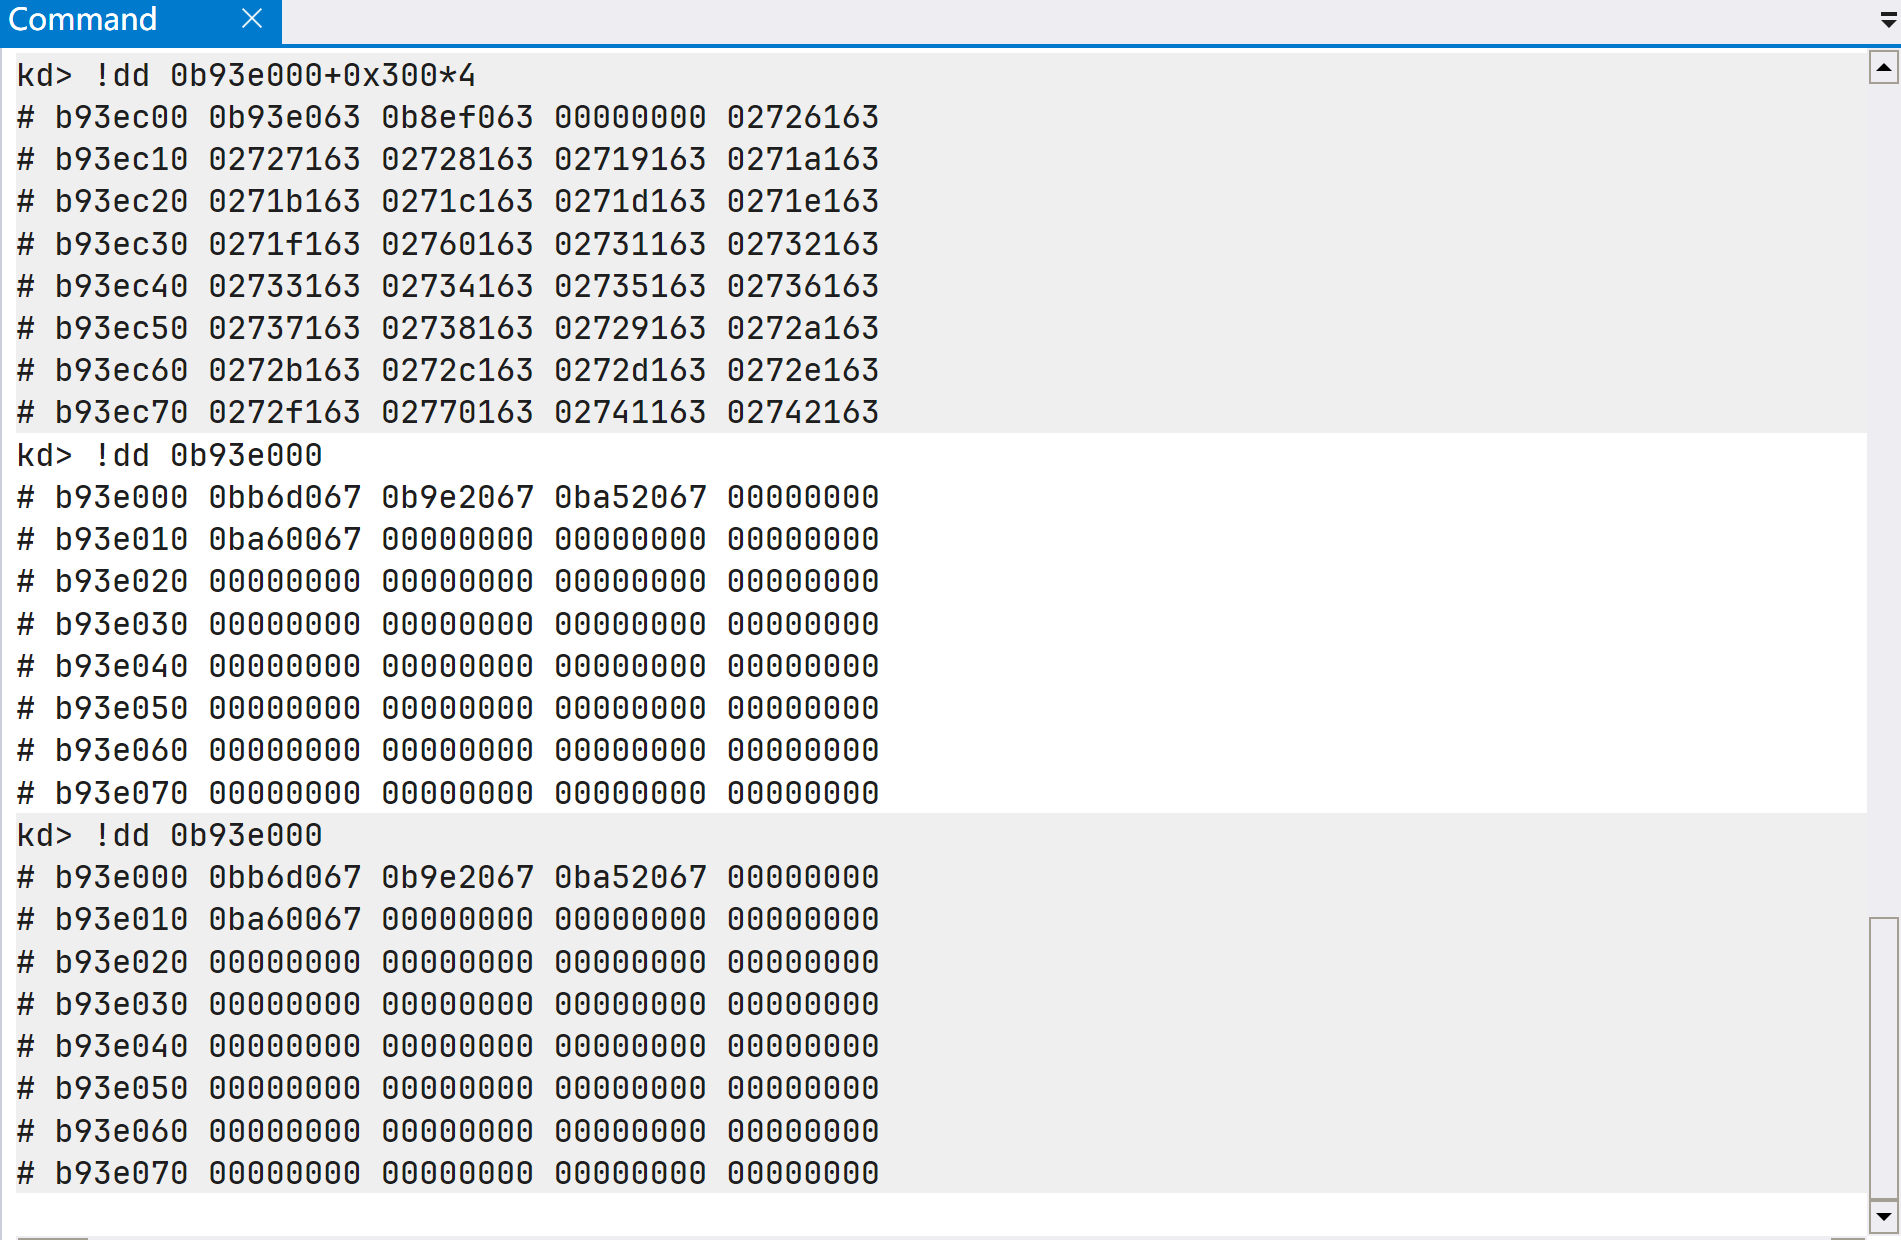 Command
kd> !dd 0b93e000+0x300*4
# b93ec00 0b93e063 0b8ef063 00000000 02726163
# b93ec10 02727163 02728163 02719163 0271a163
# b93ec20 0271b163 0271c163 0271d163 0271e163
# b93ec30 0271f163 02760163 02731163 02732163
# b93ec40 02733163 02734163 02735163 02736163
# b93ec50 02737163 02738163 02729163 0272a163
# b93ec60 0272b163 0272c163 0272d163 0272e163
# b93ec70 0272f163 02770163 02741163 02742163
kd> !dd 0b93e000
# b93e000 0bb6d067 0b9e2067 0ba52067 00000000
# b93e010 0ba60067 00000000 00000000 00000000
# b93e020 00000000 00000000 00000000 00000000
# b93e030 00000000 00000000 00000000 00000000
# b93e040 00000000 00000000 00000000 00000000
# b93e050 00000000 00000000 00000000 00000000
# b93e060 00000000 00000000 00000000 00000000
# b93e070 00000000 00000000 00000000 00000000
kd> !dd 0b93e000
# b93e000 0bb6d067 0b9e2067 0ba52067 00000000
# b93e010 0ba60067 00000000 00000000 00000000
# b93e020 00000000 00000000 00000000 00000000
# b93e030 00000000 00000000 00000000 00000000
# b93e040 00000000 00000000 00000000 00000000
# b93e050 00000000 00000000 00000000 00000000
# b93e060 00000000 00000000 00000000 00000000
# b93e070 00000000 00000000 00000000 00000000